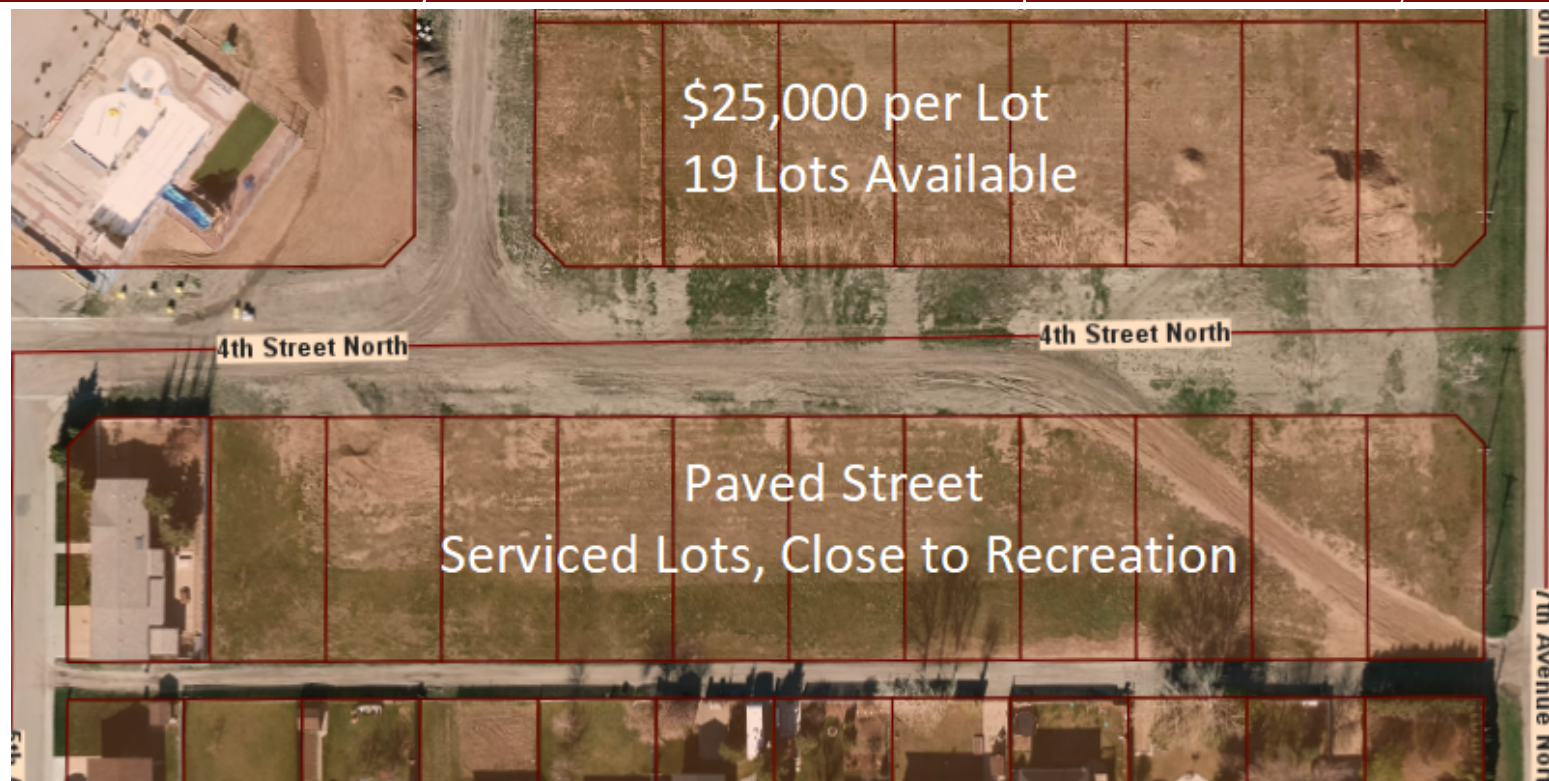 $25,000 per Lot
19 Lots Available
4th Street North
4th Street North
Paved Street
Serviced Lots, Close to Recreation
7th Avenue
5th